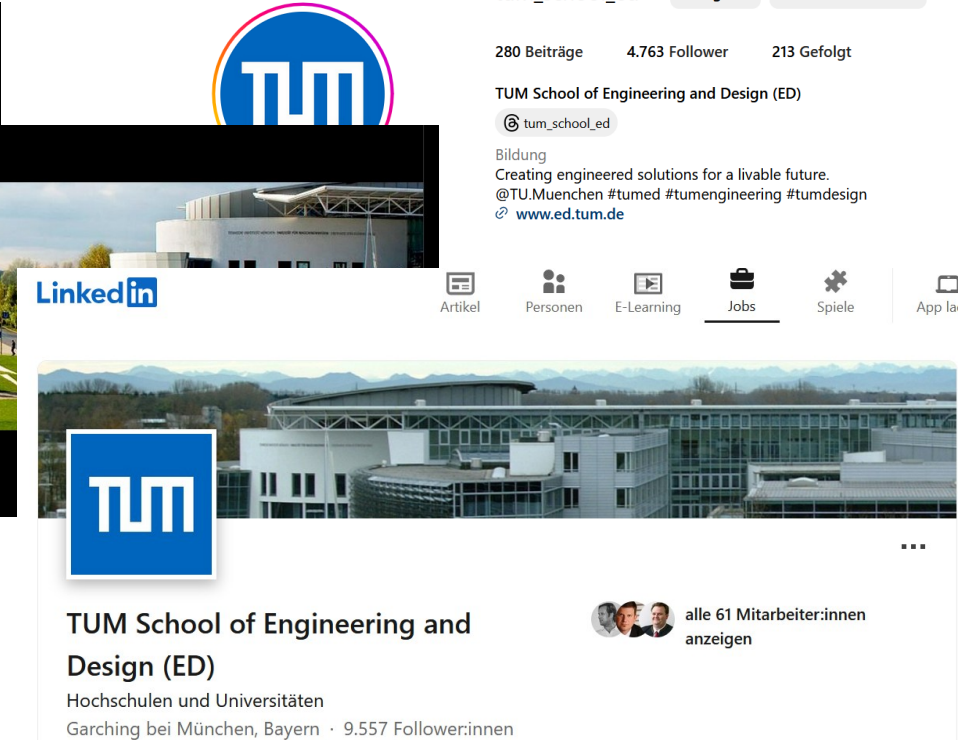 TUM
280 Beiträge 4.763 Follower 213 Gefolgt
TUM School of Engineering and Design (ED)
tum_school_ed
Bildung
Creating engineered solutions for a livable future.
@TU.Muenchen #tumed #tumengineering #tumdesign
www.ed.tum.de
LinkedIn
Artikel
Personen
E-Learning
Jobs
Spiele
App la
TUM
TUM School of Engineering and
Design (ED)
Hochschulen und Universitäten
Garching bei München, Bayern · 9.557 Follower:innen
alle 61 Mitarbeiter:innen
anzeigen